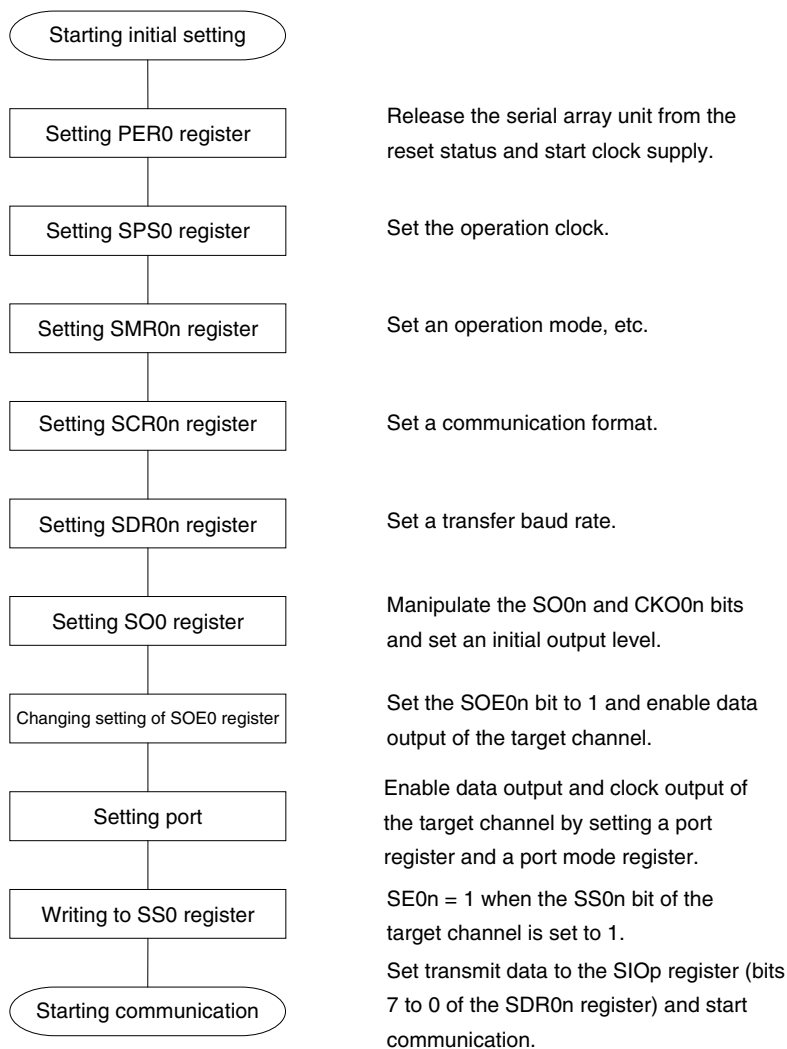 Starting initial setting
Setting PER0 register
Release the serial array unit from the
reset status and start clock supply.
Setting SPS0 register
Set the operation clock.
Setting SMR0n register
Set an operation mode, etc.
Setting SCR0n register
Set a communication format.
Setting SDR0n register
Set a transfer baud rate.
Setting SO0 register
Manipulate the SO0n and CKO0n bits
and set an initial output level.
Changing setting of SOE0 register
Set the SOE0n bit to 1 and enable data
output of the target channel.
Setting port
Enable data output and clock output of
the target channel by setting a port
register and a port mode register.
Writing to SS0 register
SE0n = 1 when the SS0n bit of the
target channel is set to 1.
Starting communication
Set transmit data to the SIOp register (bits
7 to 0 of the SDR0n register) and start
communication.